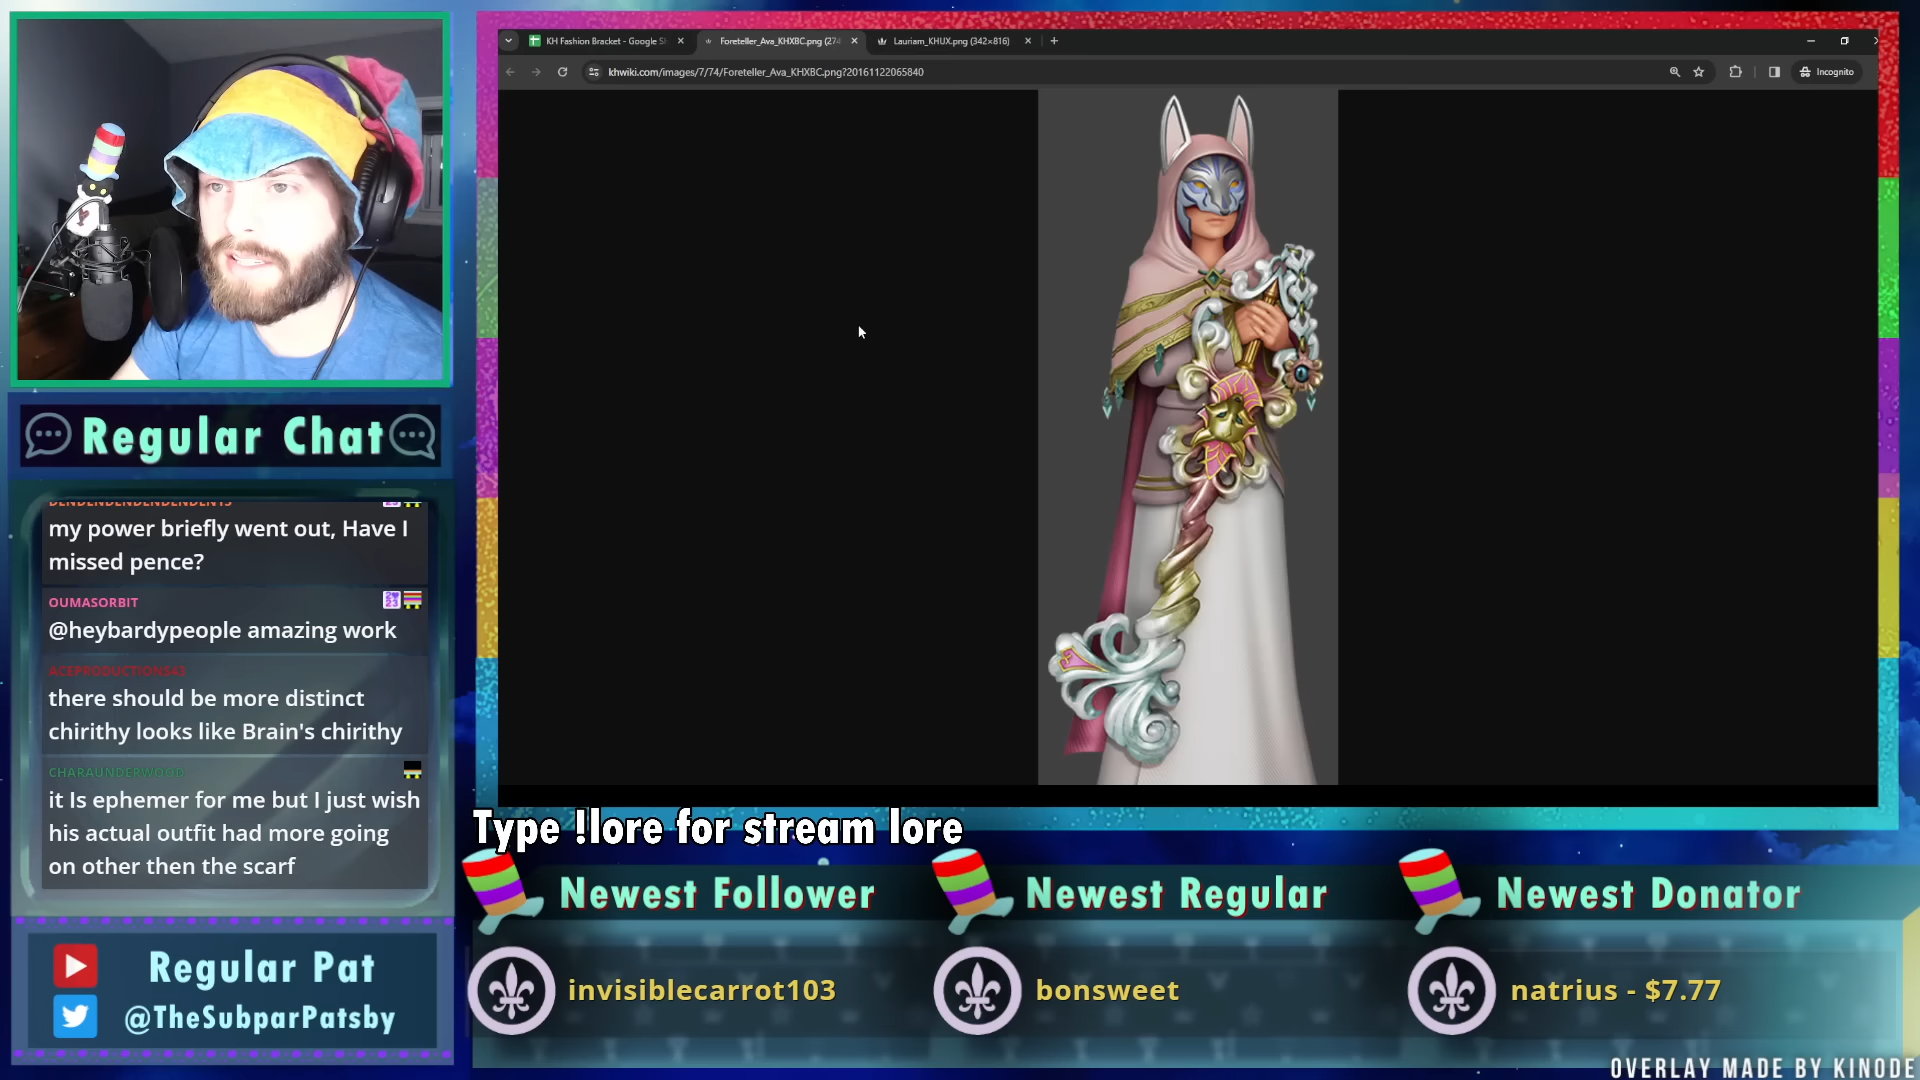 KH Fashion Bracket - Google S
Foreteller_Ava_KHXBC.png (274
Lauriam_KHUX.png (342×816)
khwiki.com/images/7/74/Foreteller_Ava_KHXBC.png?20161122065840
Incognito
Regular Chat
my power briefly went out, Have I
missed pence?
OUMASORBIT
@heybardypeople amazing work
ACEPRODUCTIONS43
there should be more distinct
chirithy looks like Brain's chirithy
CHARAUNDERWOOD
it Is ephemer for me but I just wish
his actual outfit had more going
on other then the scarf
Regular Pat
@TheSubparPatsby
Type !lore for stream lore
Newest Follower
invisiblecarrot103
Newest Regular
bonsweet
Newest Donator
natrius - $7.77
OVERLAY MADE BY KINODE